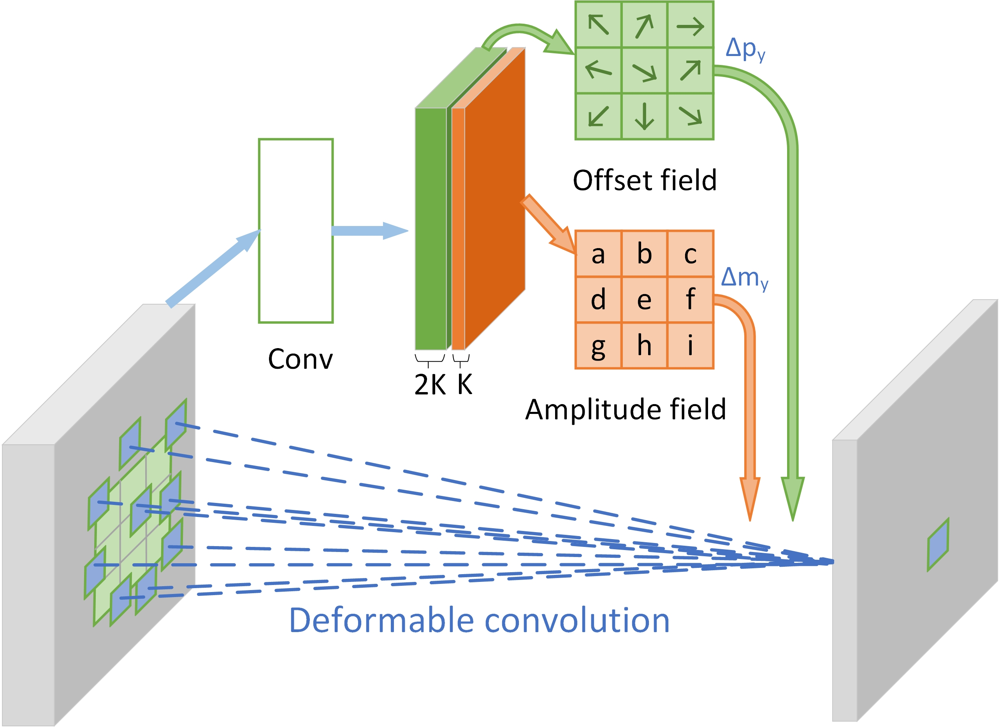 Δpy
Offset field
a b c
Δmy
d e f
g h i
Conv
2K K
Amplitude field
Deformable convolution